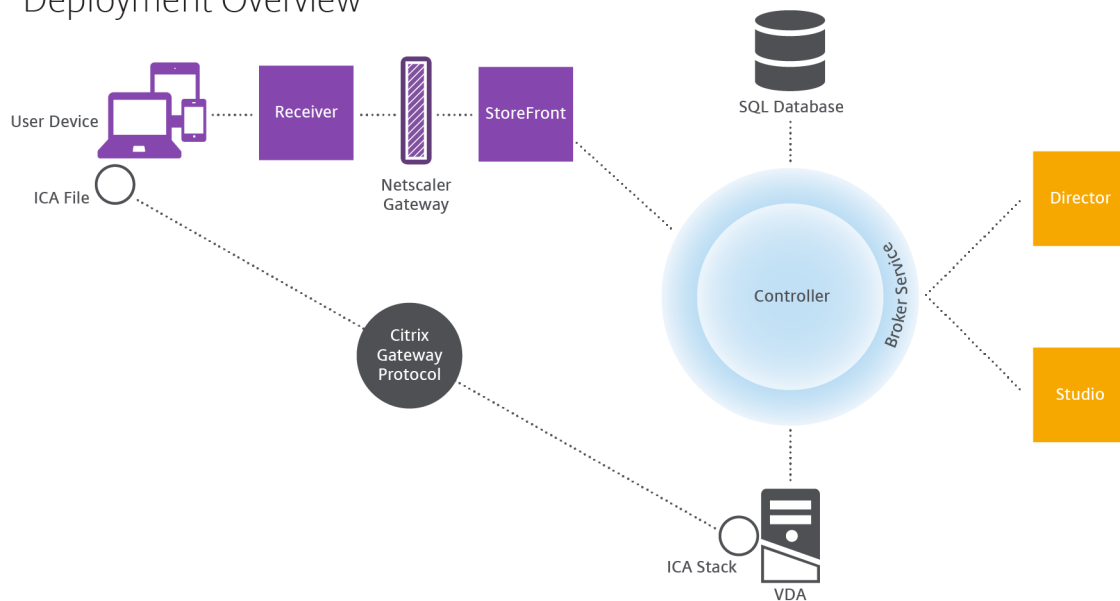 Deployment Overview
SQL Database
User Device
Receiver
StoreFront
Netscaler
Gateway
ICA File
Director
Controller
Broker Service
Citrix
Gateway
Protocol
Studio
ICA Stack
VDA